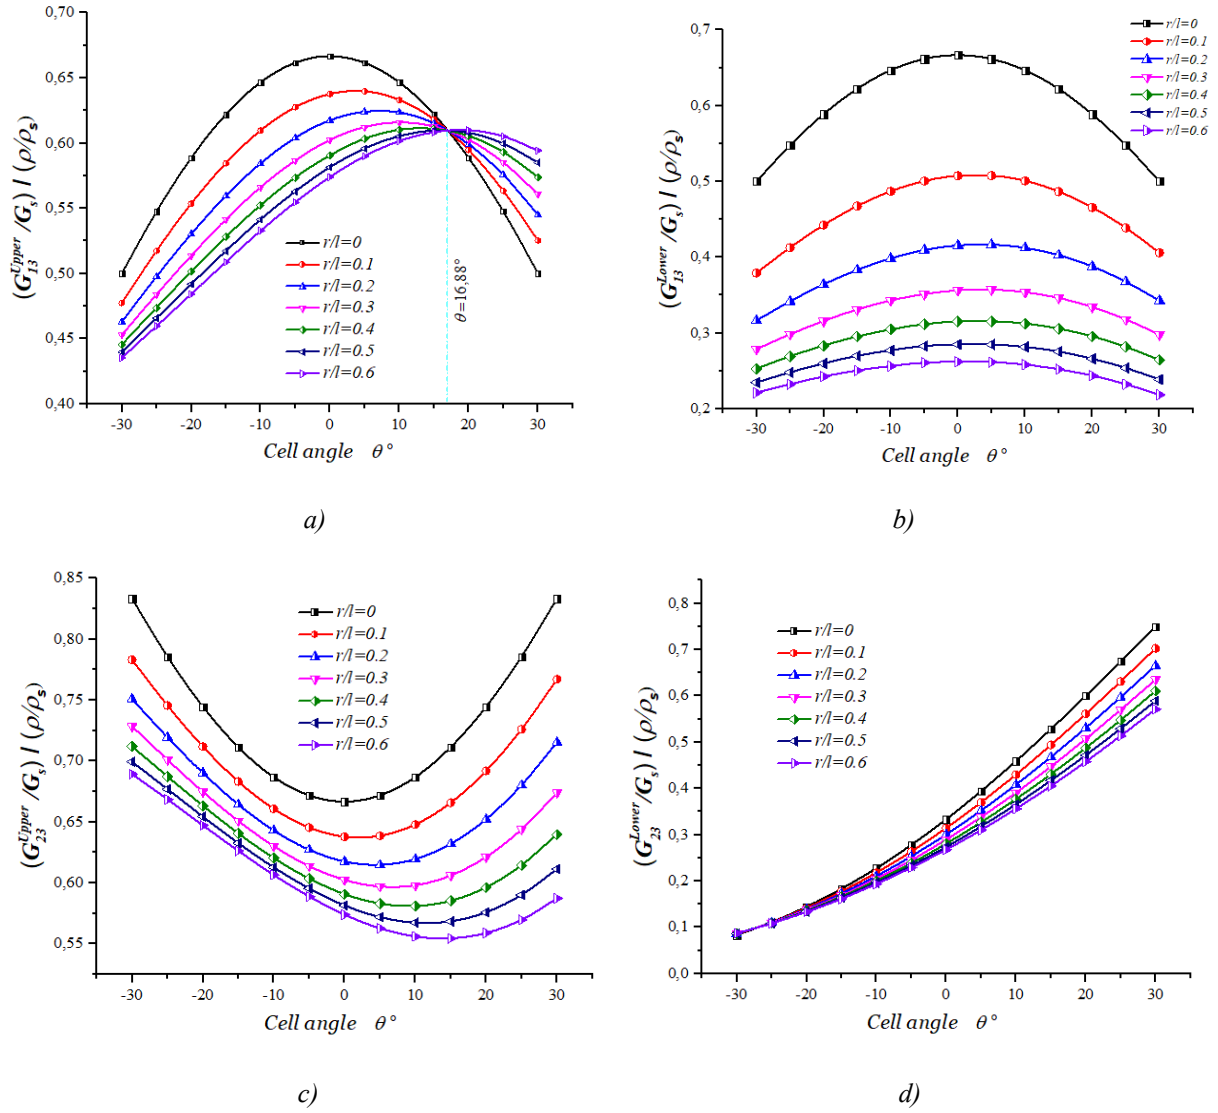 0,70
0,65
0,60
0,55
0,50
0,45
0,40
(G13^Upper /Gs) / (ρ/ρs)
r/l=0
r/l=0.1
r/l=0.2
r/l=0.3
r/l=0.4
r/l=0.5
r/l=0.6
θ=16,88°
-30 -20 -10 0 10 20 30
Cell angle θ°
a)
0,7
0,6
0,5
0,4
0,3
0,2
(G13^Lower /Gs) / (ρ/ρs)
r/l=0
r/l=0.1
r/l=0.2
r/l=0.3
r/l=0.4
r/l=0.5
r/l=0.6
-30 -20 -10 0 10 20 30
Cell angle θ°
b)
0,85
0,80
0,75
0,70
0,65
0,60
0,55
(G23^Upper /Gs) / (ρ/ρs)
r/l=0
r/l=0.1
r/l=0.2
r/l=0.3
r/l=0.4
r/l=0.5
r/l=0.6
-30 -20 -10 0 10 20 30
Cell angle θ°
c)
0,8
0,7
0,6
0,5
0,4
0,3
0,2
0,1
0,0
(G23^Lower /Gs) / (ρ/ρs)
r/l=0
r/l=0.1
r/l=0.2
r/l=0.3
r/l=0.4
r/l=0.5
r/l=0.6
-30 -20 -10 0 10 20 30
Cell angle θ°
d)